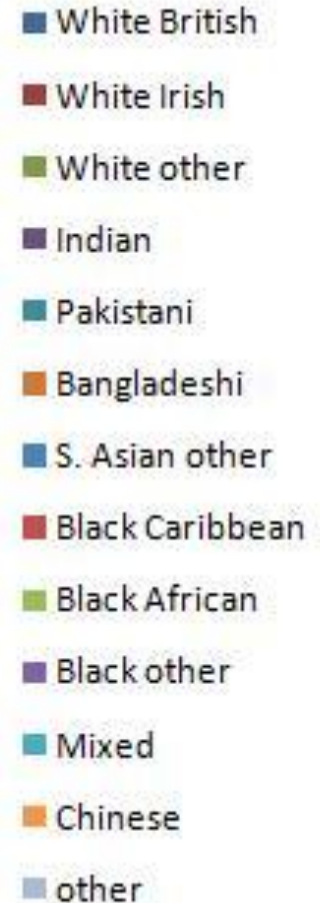 White British
White Irish
White other
Indian
Pakistani
Bangladeshi
S. Asian other
Black Caribbean
Black African
Black other
Mixed
Chinese
other